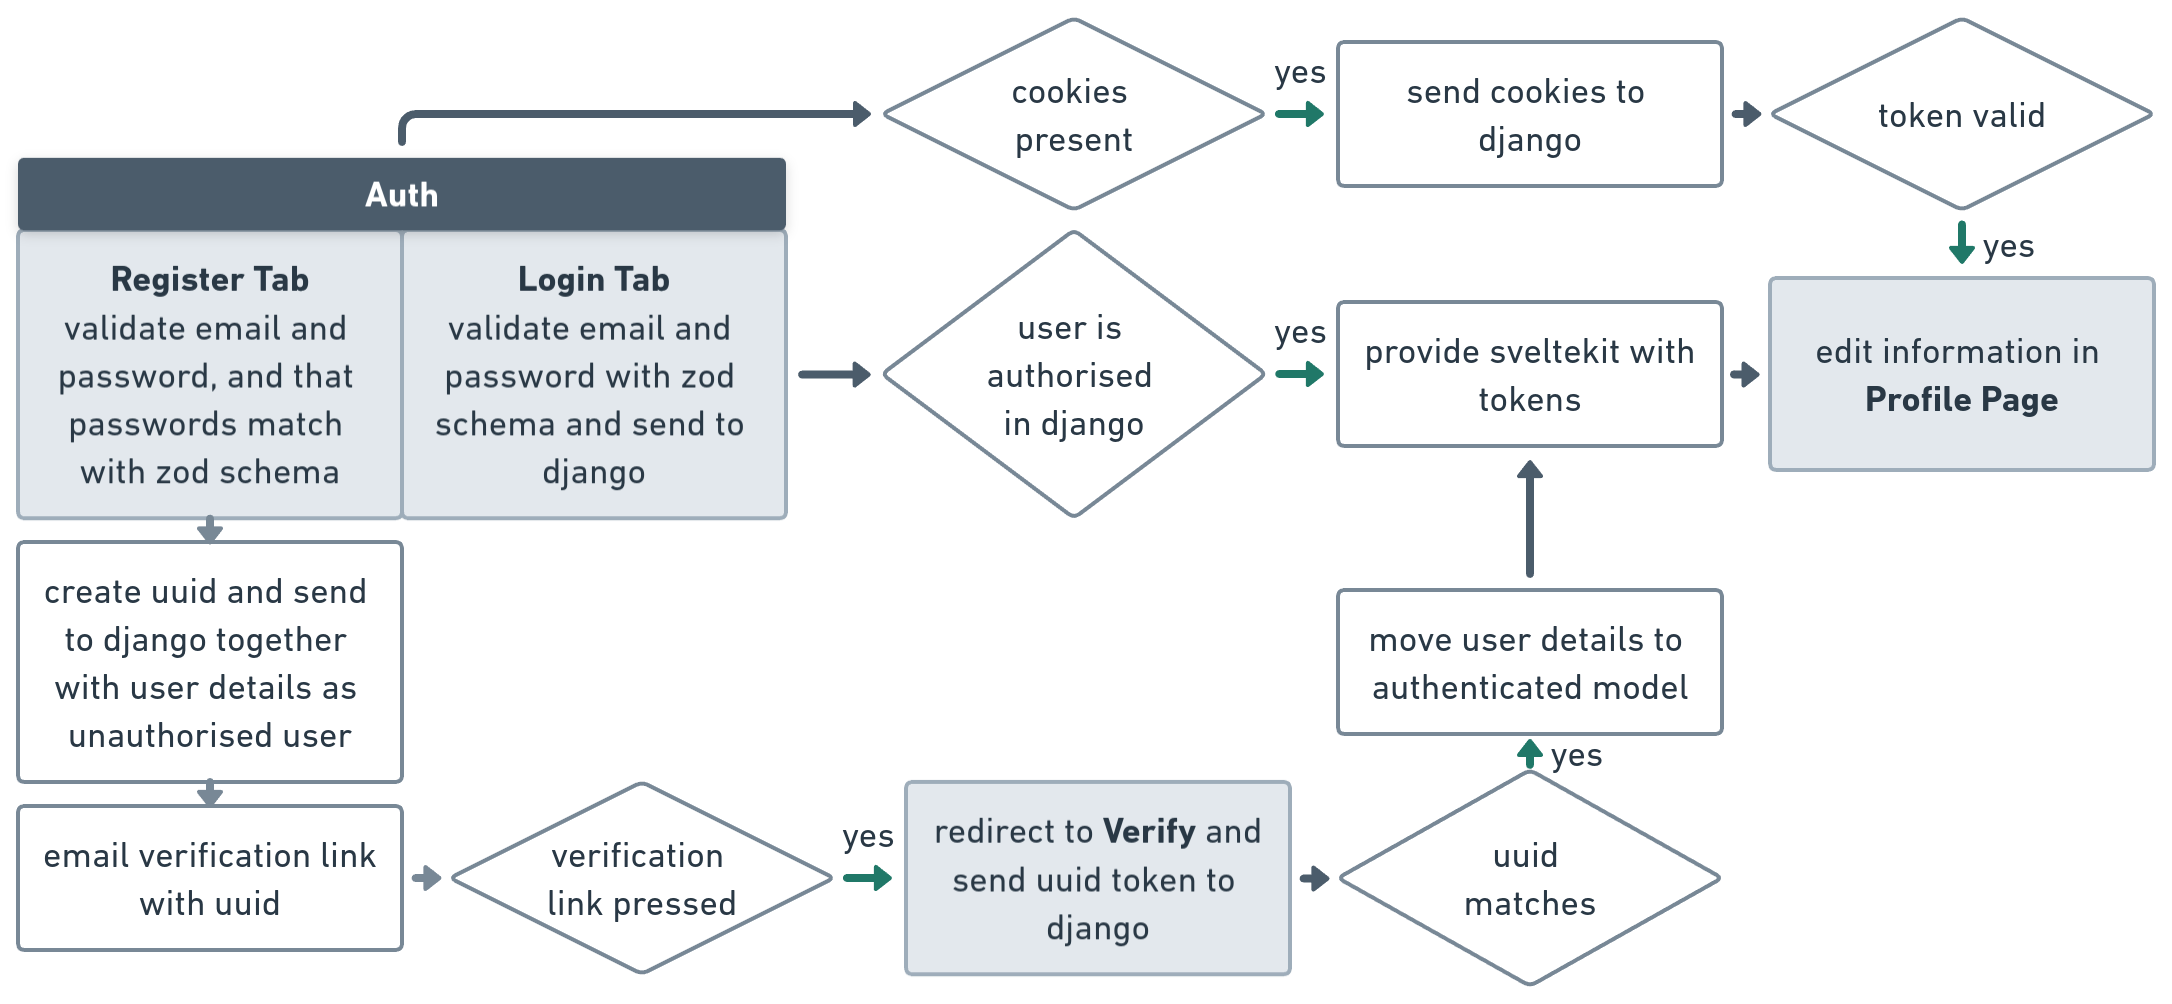 cookies
present
yes
send cookies to
django
token valid
yes
Auth
Register Tab
validate email and
password, and that
passwords match
with zod schema
Login Tab
validate email and
password with zod
schema and send to
django
user is
authorised
in django
yes
provide sveltekit with
tokens
edit information in
Profile Page
create uuid and send
to django together
with user details as
unauthorised user
email verification link
with uuid
verification
link pressed
yes
redirect to Verify and
send uuid token to
django
uuid
matches
yes
move user details to
authenticated model